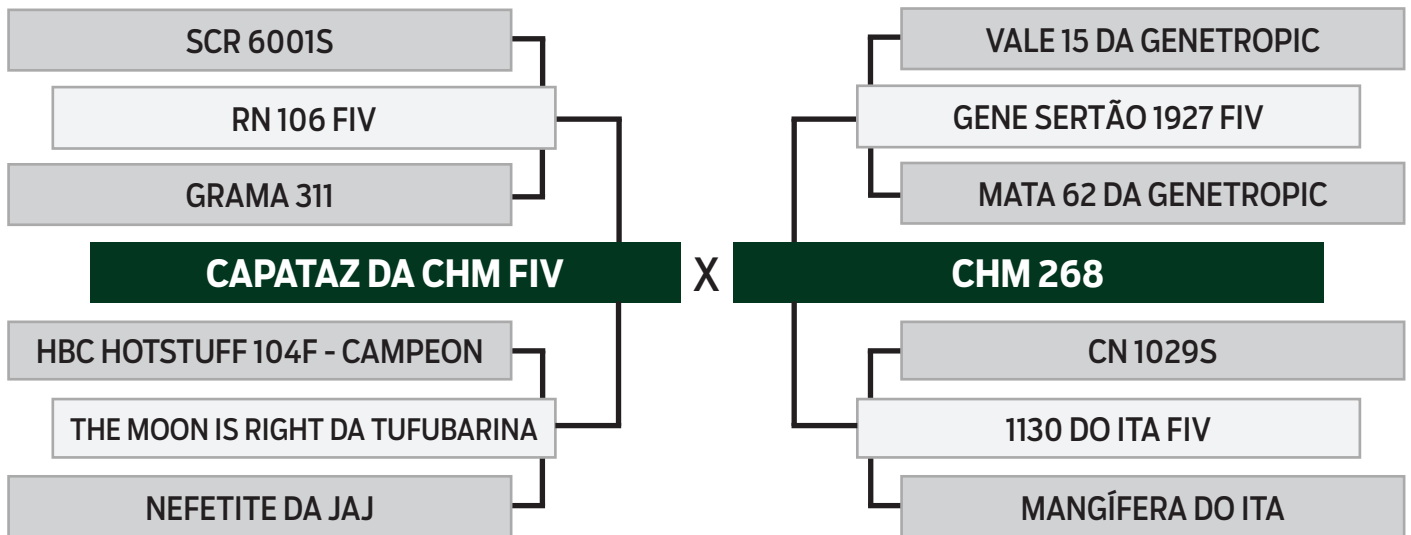 SCR 6001S
RN 106 FIV
GRAMA 311
CAPATAZ DA CHM FIV
HBC HOTSTUFF 104F - CAMPEON
THE MOON IS RIGHT DA TUFUBARINA
NEFETITE DA JAJ
X
VALE 15 DA GENETROPIC
GENE SERTÃO 1927 FIV
MATA 62 DA GENETROPIC
CHM 268
CN 1029S
1130 DO ITA FIV
MANGÍFERA DO ITA